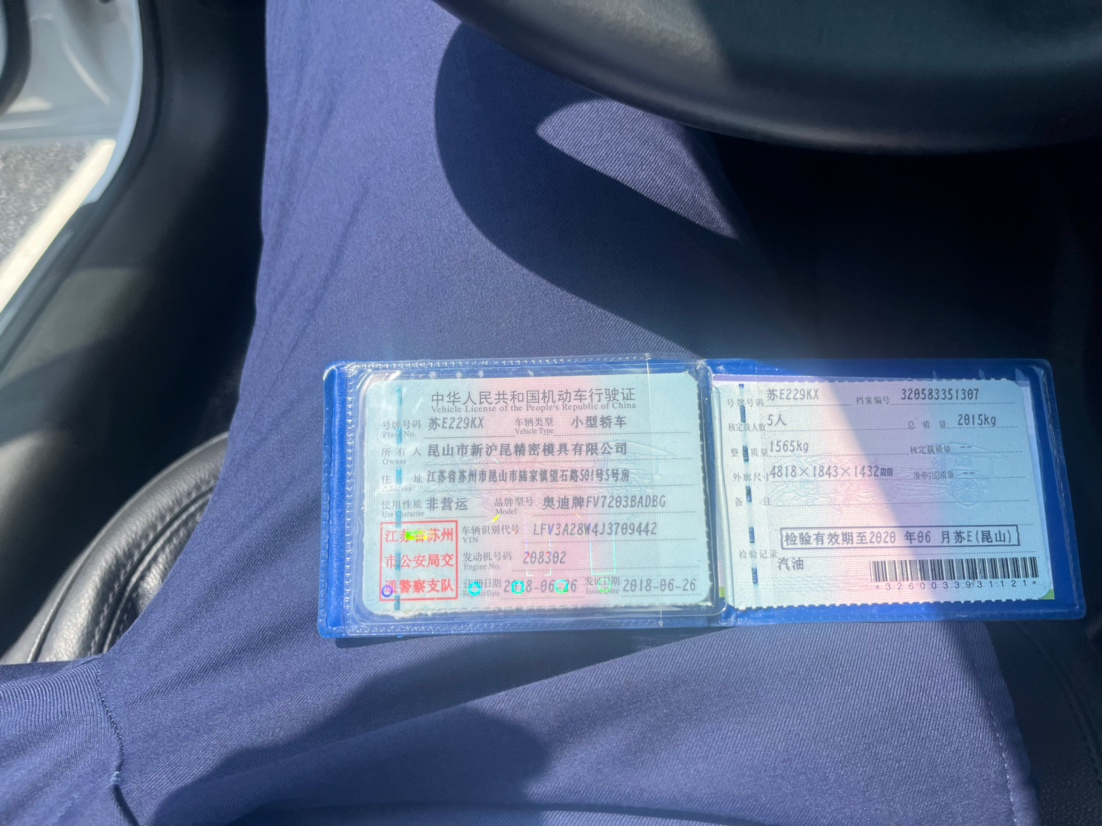 中华人民共和国机动车行驶证
Vehicle License of the People's Republic of China
号牌号码 苏E229KX 车辆类型 小型轿车
Plate No. Vehicle Type
所有人 昆山市新沪昆精密模具有限公司
Owner
住址 江苏省苏州市昆山市陆家镇望石路501号5号房
Address
使用性质 非营运 品牌型号 奥迪牌FV7203BADBG
Use Character Model
江苏省苏州
市公安局交
通警察支队
车辆识别代号 LFV3A28W4J3709442
VIN
发动机号码 208302
Engine No.
注册日期 2018-06-26 发证日期 2018-06-26
Register Date Issue Date
号牌号码 苏E229KX 档案编号 320583351307
核定载人数 5人 总质量 2015kg
整备质量 1565kg 核定载质量 --
外廓尺寸 4818×1843×1432mm 准牵引总质量 --
备注
检验有效期至2020年06月苏E(昆山)
检验记录
汽油
*3260033931121*